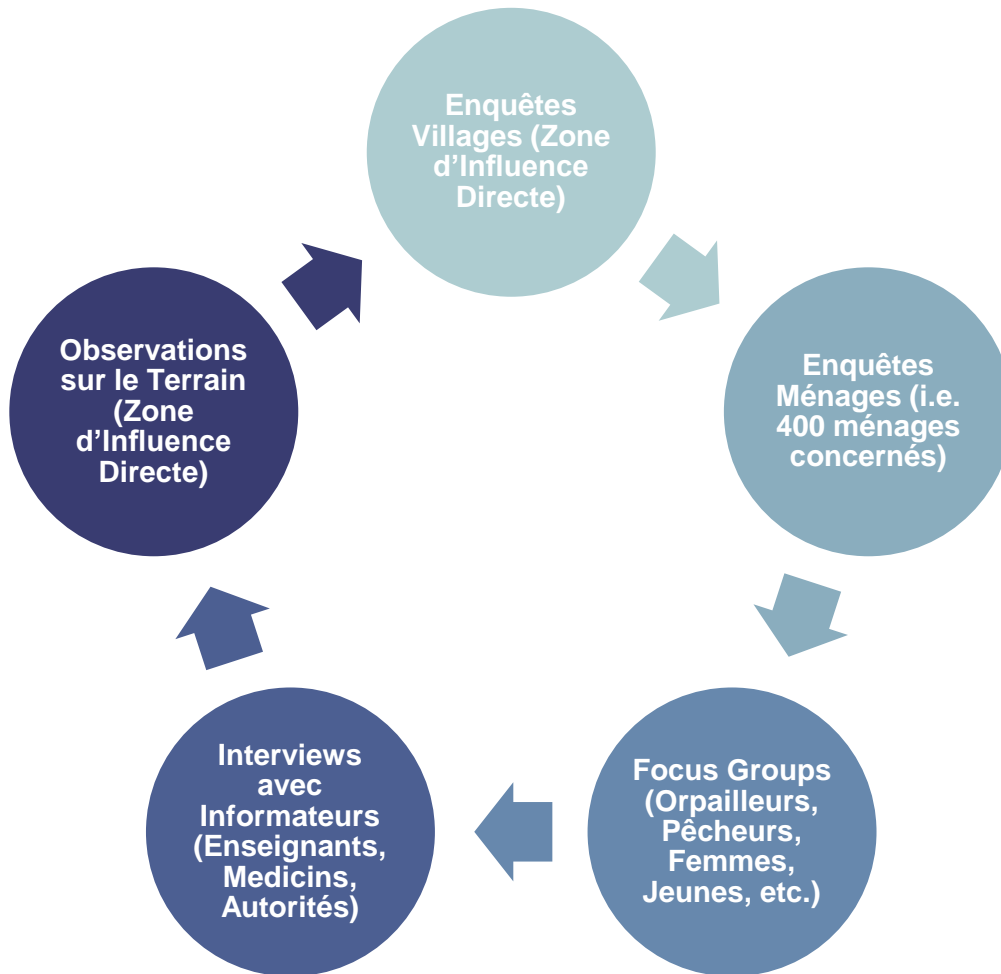 Enquêtes
Villages (Zone
d’Influence
Directe)
Enquêtes
Ménages (i.e.
400 ménages
concernés)
Focus Groups
(Orpailleurs,
Pêcheurs,
Femmes,
Jeunes, etc.)
Interviews
avec
Informateurs
(Enseignants,
Medicins,
Autorités)
Observations
sur le Terrain
(Zone
d’Influence
Directe)